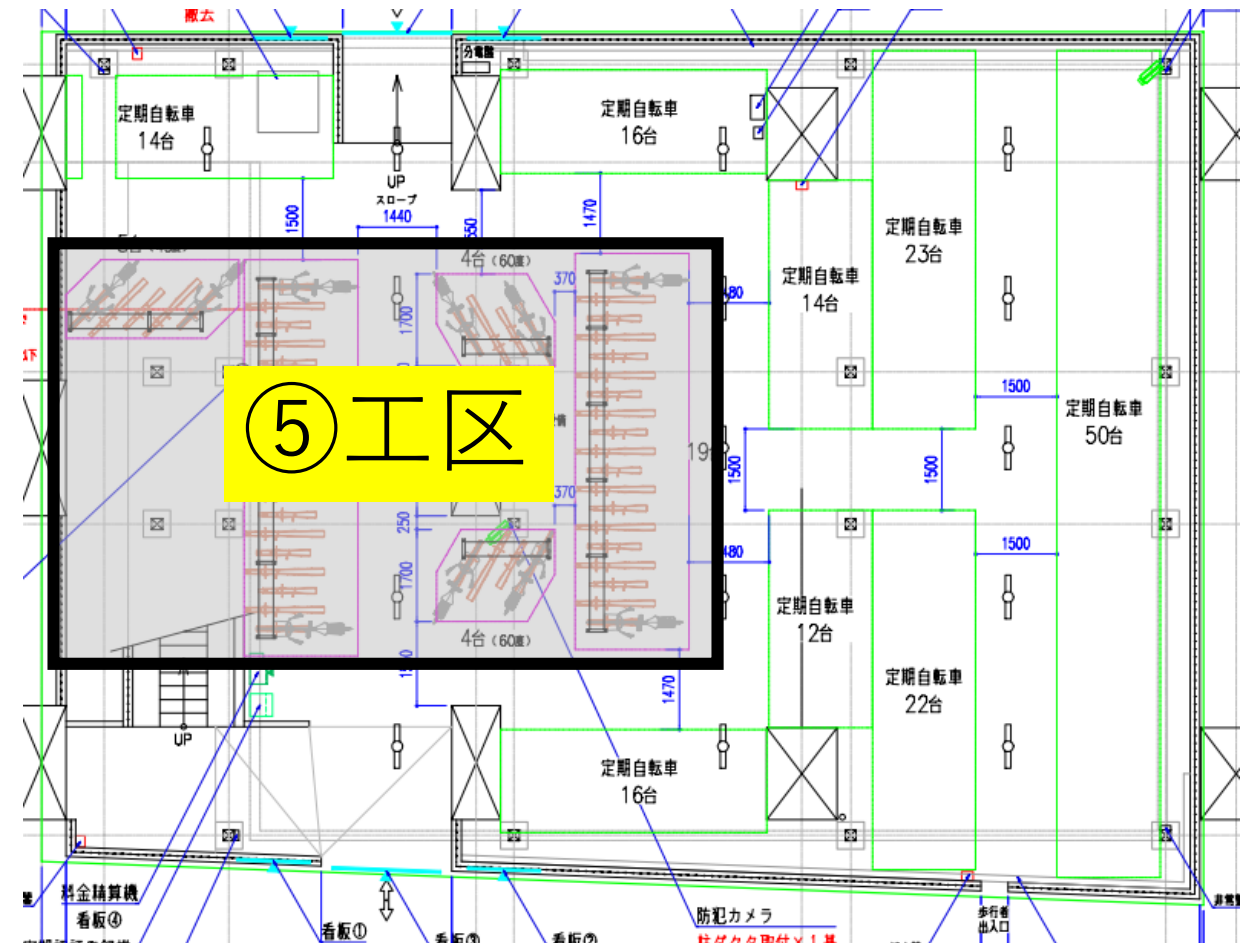 撤去
分電盤
定期自転車
14台
定期自転車
16台
UP
スロープ
1440
1500
1470
4台（60度）
370
480
定期自転車
14台
定期自転車
23台
1700
1500
定期自転車
50台
⑤工区
1500
1500
370
250
480
1500
1700
定期自転車
12台
4台（60度）
1470
定期自転車
22台
UP
定期自転車
16台
料金精算機
看板④
看板①
看板③
看板②
防犯カメラ
歩行者
出入口